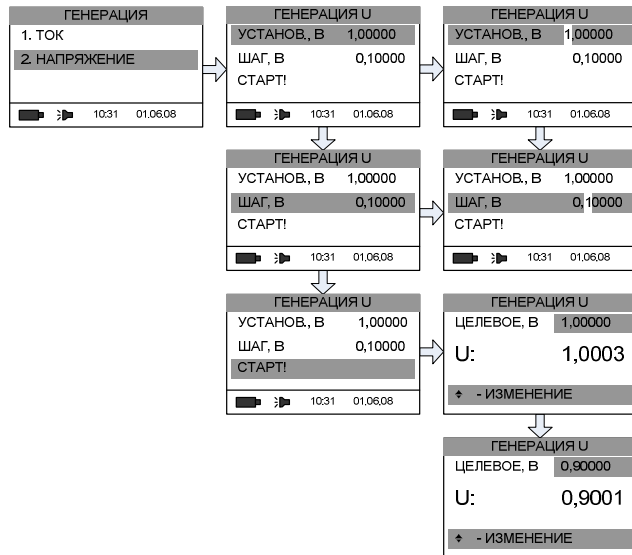 ГЕНЕРАЦИЯ
1. ТОК
2. НАПРЯЖЕНИЕ
10:31 01,06,08
ГЕНЕРАЦИЯ U
УСТАНОВ., В 1,00000
ШАГ, В 0,10000
СТАРТ!
10:31 01,06,08
ГЕНЕРАЦИЯ U
УСТАНОВ., В 1,00000
ШАГ, В 0,10000
СТАРТ!
10:31 01,06,08
ГЕНЕРАЦИЯ U
УСТАНОВ., В 1,00000
ШАГ, В 0,10000
СТАРТ!
10:31 01,06,08
ГЕНЕРАЦИЯ U
УСТАНОВ., В 1,00000
ШАГ, В 0,10000
СТАРТ!
10:31 01,06,08
ГЕНЕРАЦИЯ U
УСТАНОВ., В 1,00000
ШАГ, В 0,10000
СТАРТ!
10:31 01,06,08
ГЕНЕРАЦИЯ U
ЦЕЛЕВОЕ, В 1,00000
U: 1,0003
- ИЗМЕНЕНИЕ
ГЕНЕРАЦИЯ U
ЦЕЛЕВОЕ, В 0,90000
U: 0,9001
- ИЗМЕНЕНИЕ